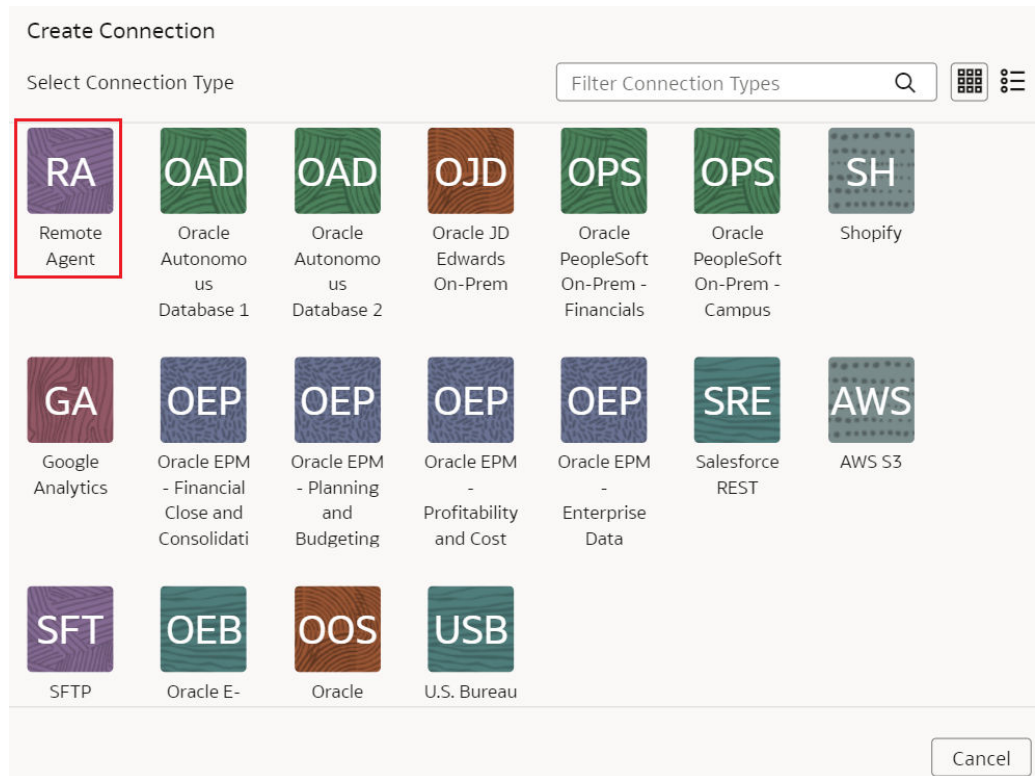 Create Connection
Select Connection Type
Filter Connection Types
RA
OAD
OAD
OJD
OPS
OPS
SH
Remote
Agent
Oracle
Autonomo
us
Database 1
Oracle
Autonomo
us
Database 2
Oracle JD
Edwards
On-Prem
Oracle
PeopleSoft
On-Prem -
Financials
Oracle
PeopleSoft
On-Prem -
Campus
Shopify
GA
OEP
OEP
OEP
OEP
SRE
AWS
Google
Analytics
Oracle EPM
- Financial
Close and
Consolidati
Oracle EPM
- Planning
and
Budgeting
Oracle EPM
-
Profitability
and Cost
Oracle EPM
-
Enterprise
Data
Salesforce
REST
AWS S3
SFT
OEB
OOS
USB
SFTP
Oracle E-
Oracle
U.S. Bureau
Cancel